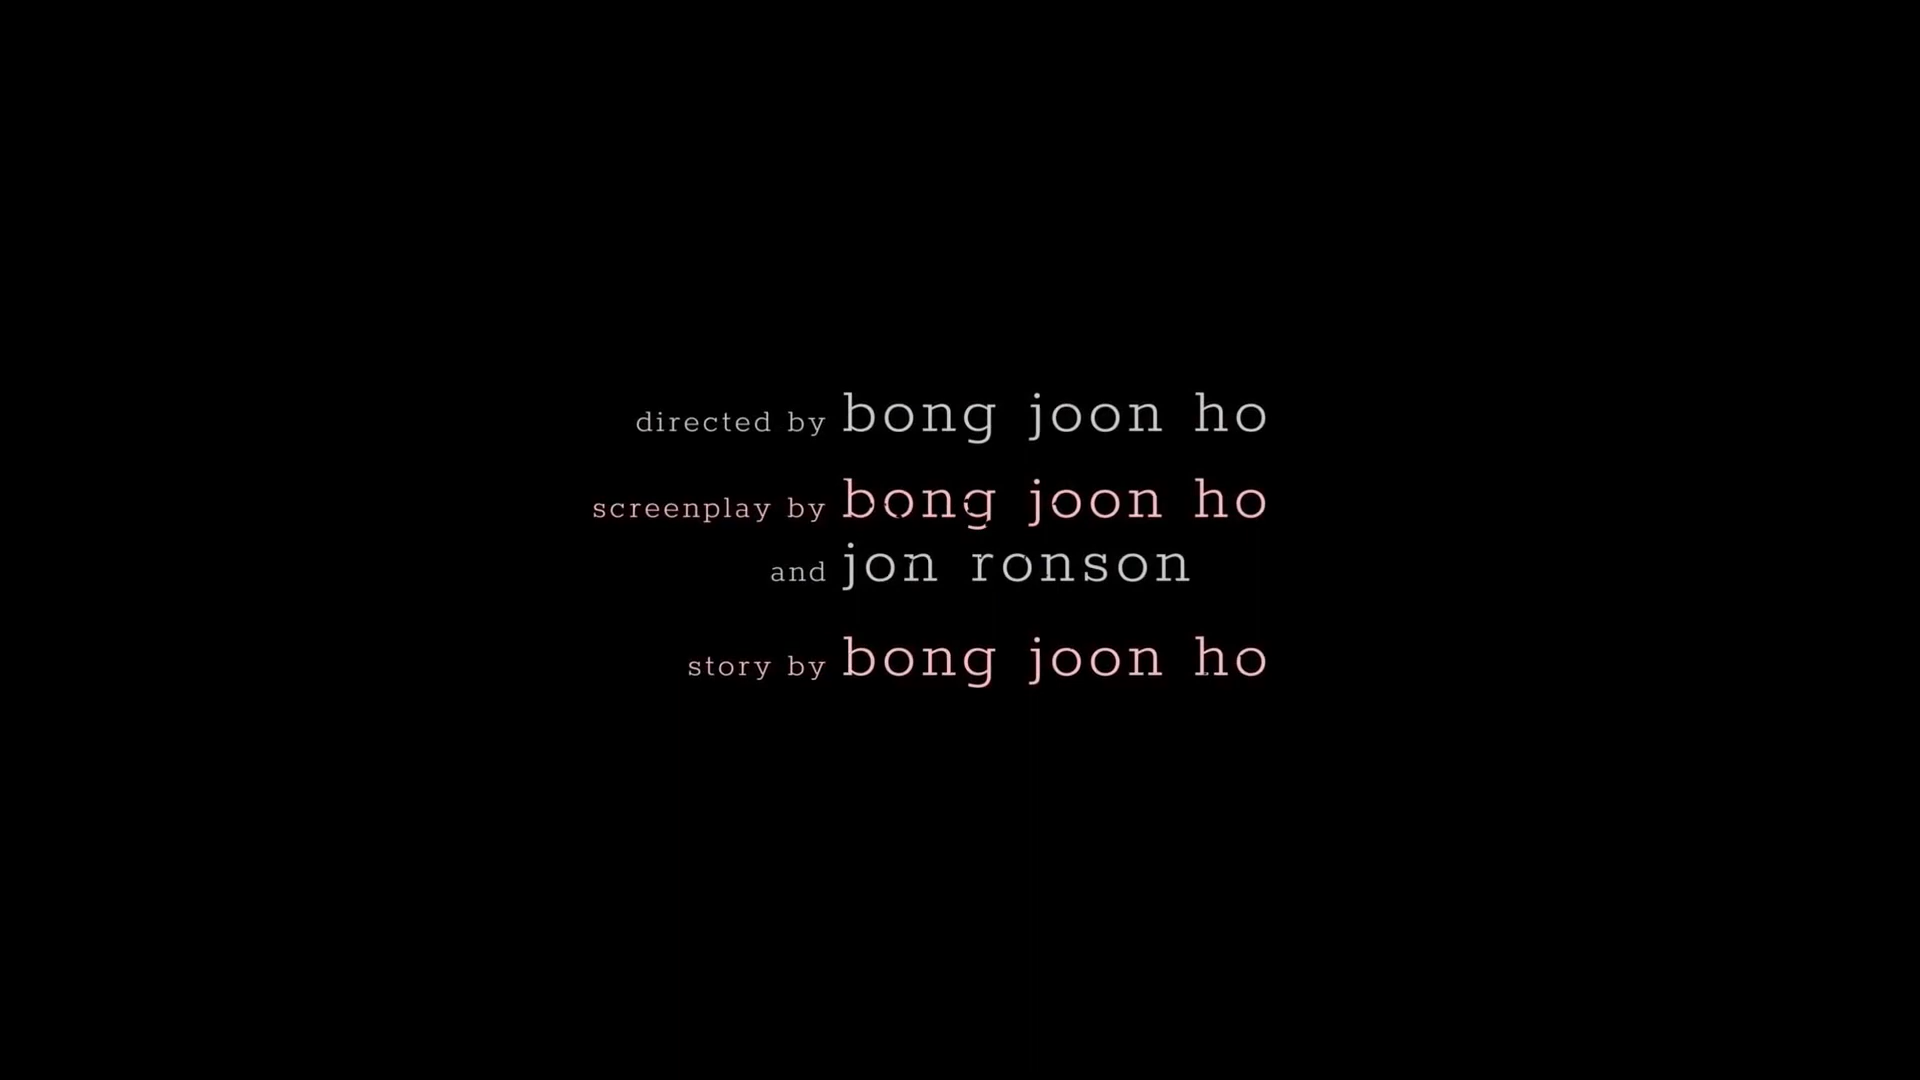 directed by bong joon ho
screenplay by bong joon ho
and jon ronson
story by bong joon ho